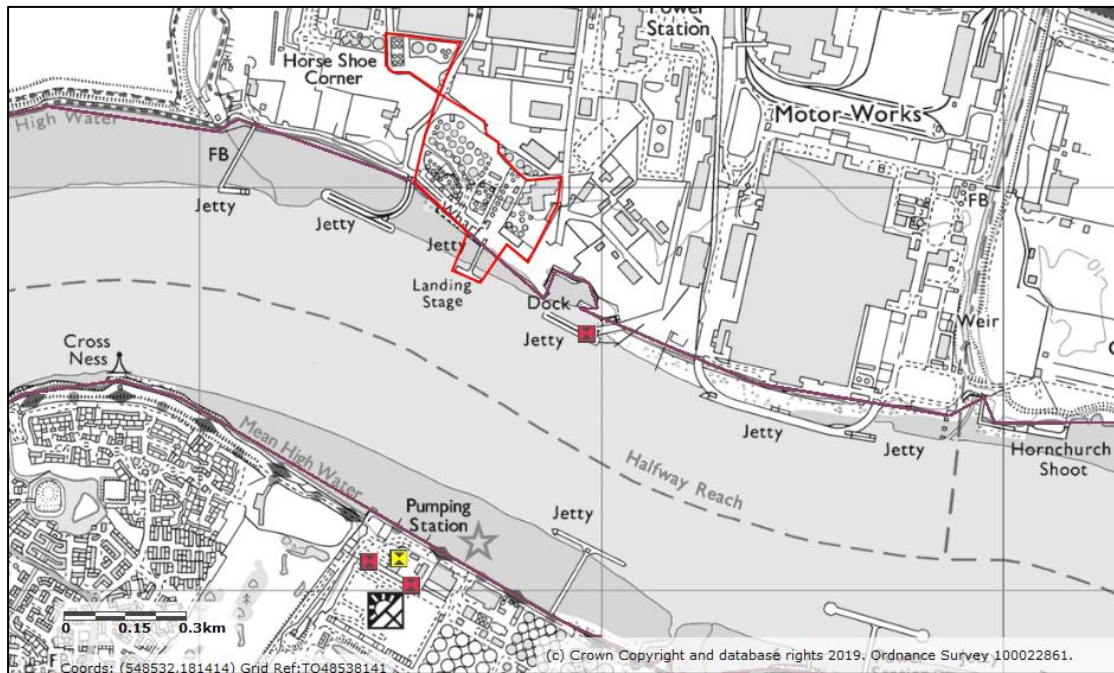 Power
Station
Horse Shoe
Corner
Motor Works
High Water
FB
FB
Jetty
Jetty
Jetty
Landing
Stage
10
Dock
Jetty
Weir
Cross
Ness
Jetty
Jetty
Hornchurch
Shoot
Mean High Water
Halfway Reach
Pumping
Station
Jetty
0 0.15 0.3km
Coords: (548532,181414) Grid Ref:TQ48538141
(c) Crown Copyright and database rights 2019. Ordnance Survey 100022861.